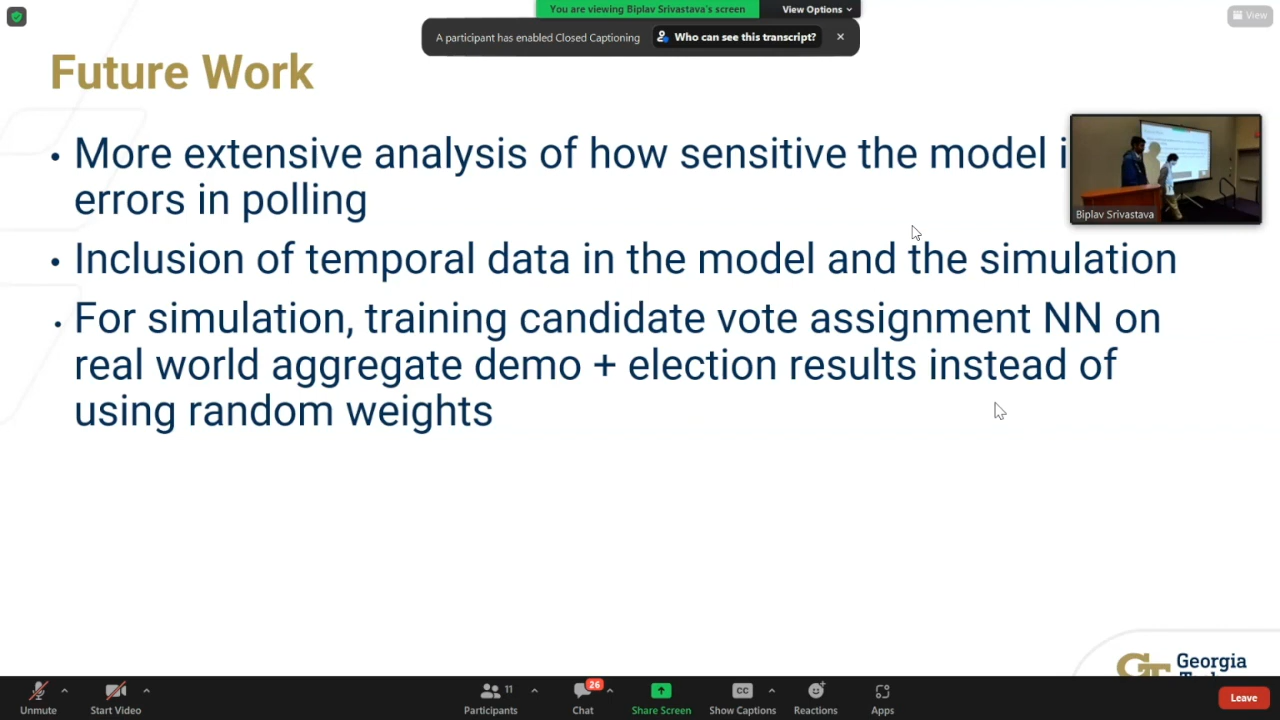 You are viewing Biplav Srivastava's screen
View Options
View
A participant has enabled Closed Captioning
Who can see this transcript?
Future Work
• More extensive analysis of how sensitive the model i
errors in polling
Biplav Srivastava
• Inclusion of temporal data in the model and the simulation
• For simulation, training candidate vote assignment NN on
real world aggregate demo + election results instead of
using random weights
GT Georgia
Unmute
Start Video
Participants 11
Chat 26
Share Screen
CC Show Captions
Reactions
Apps
Leave